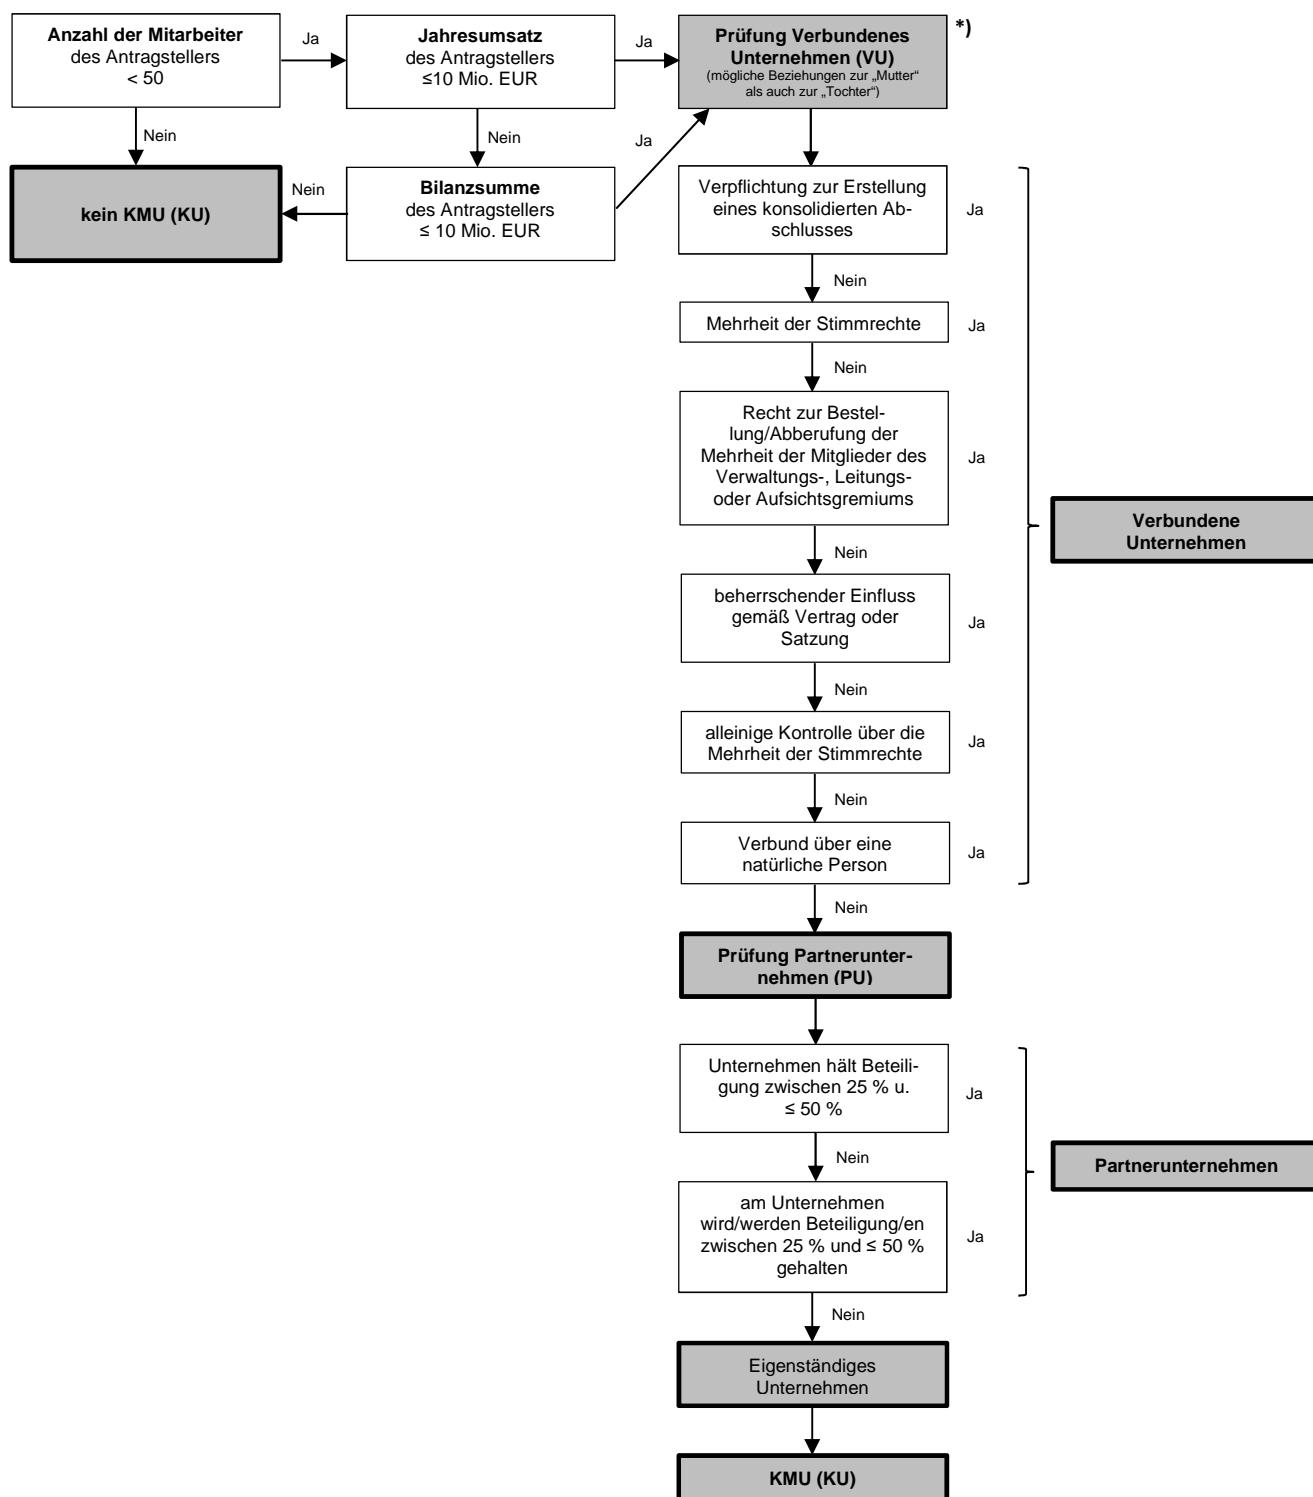 Anzahl der Mitarbeiter
des Antragstellers
< 50
Ja
Jahresumsatz
des Antragstellers
≤10 Mio. EUR
Ja
Prüfung Verbundenes
Unternehmen (VU)
(mögliche Beziehungen zur „Mutter“
als auch zur „Tochter“)
*)
Nein
Nein
Ja
kein KMU (KU)
Nein
Bilanzsumme
des Antragstellers
≤ 10 Mio. EUR
Verpflichtung zur Erstellung
eines konsolidierten Ab-
schlusses
Ja
Nein
Mehrheit der Stimmrechte
Ja
Nein
Recht zur Bestel-
lung/Abberufung der
Mehrheit der Mitglieder des
Verwaltungs-, Leitungs-
oder Aufsichtsgremiums
Ja
Verbundene
Unternehmen
Nein
beherrschender Einfluss
gemäß Vertrag oder
Satzung
Ja
Nein
alleinige Kontrolle über die
Mehrheit der Stimmrechte
Ja
Nein
Verbund über eine
natürliche Person
Ja
Nein
Prüfung Partnerunter-
nehmen (PU)
Unternehmen hält Beteili-
gung zwischen 25 % u.
≤ 50 %
Ja
Nein
Partnerunternehmen
am Unternehmen
wird/werden Beteiligung/en
zwischen 25 % und ≤ 50 %
gehalten
Ja
Nein
Eigenständiges
Unternehmen
KMU (KU)